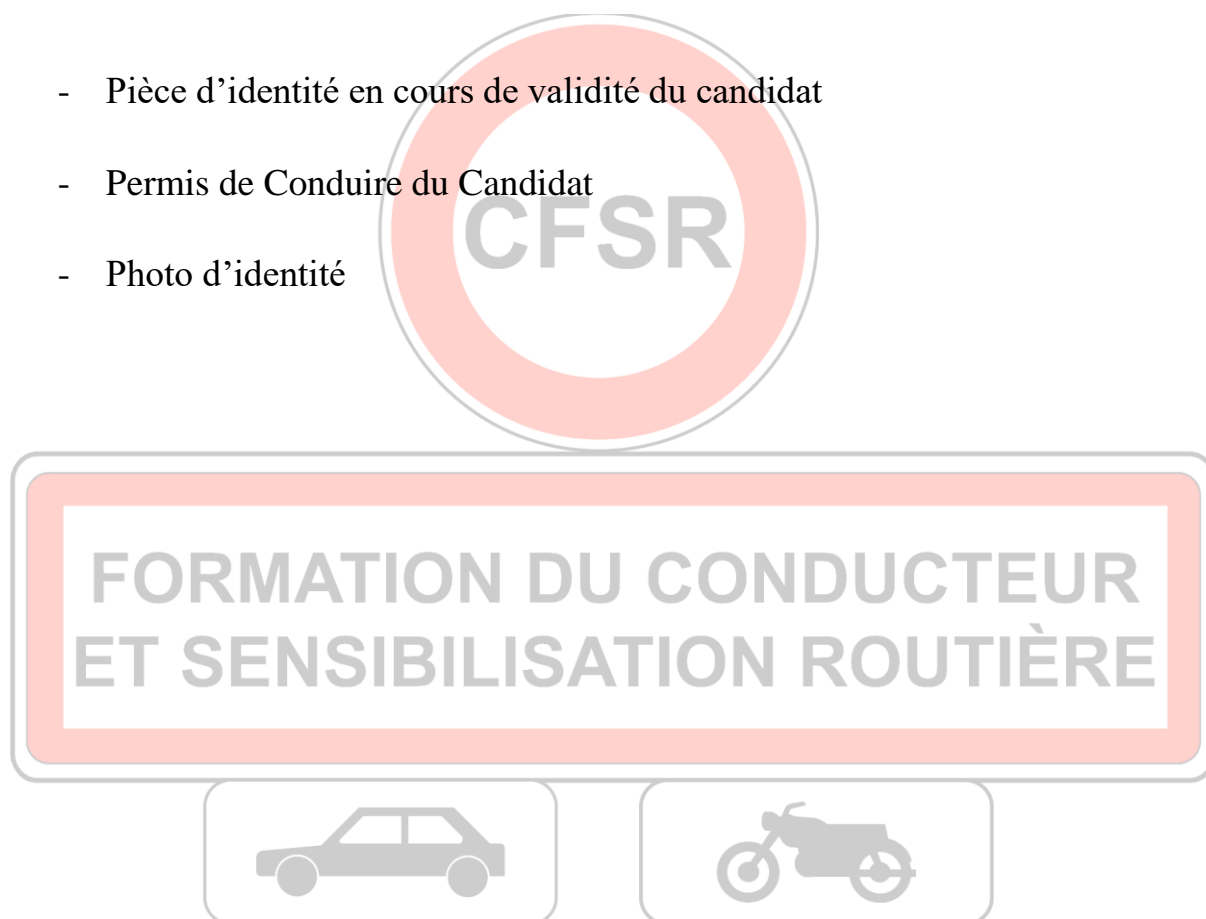 - Pièce d’identité en cours de validité du candidat
- Permis de Conduire du Candidat
- Photo d’identité
CFSR
FORMATION DU CONDUCTEUR
ET SENSIBILISATION ROUTIÈRE